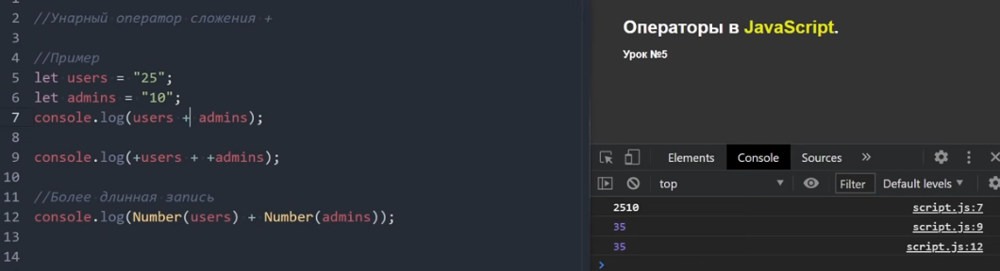 2 //Унарный оператор сложения +
3
4 //Пример
5 let users = "25";
6 let admins = "10";
7 console.log(users + admins);
8
9 console.log(+users + +admins);
10
11 //Более длинная запись
12 console.log(Number(users) + Number(admins));
13
14
Операторы в JavaScript.
Урок №5
Elements Console Sources »
top Filter Default levels ▼
2510 script.js:7
35 script.js:9
35 script.js:12
>